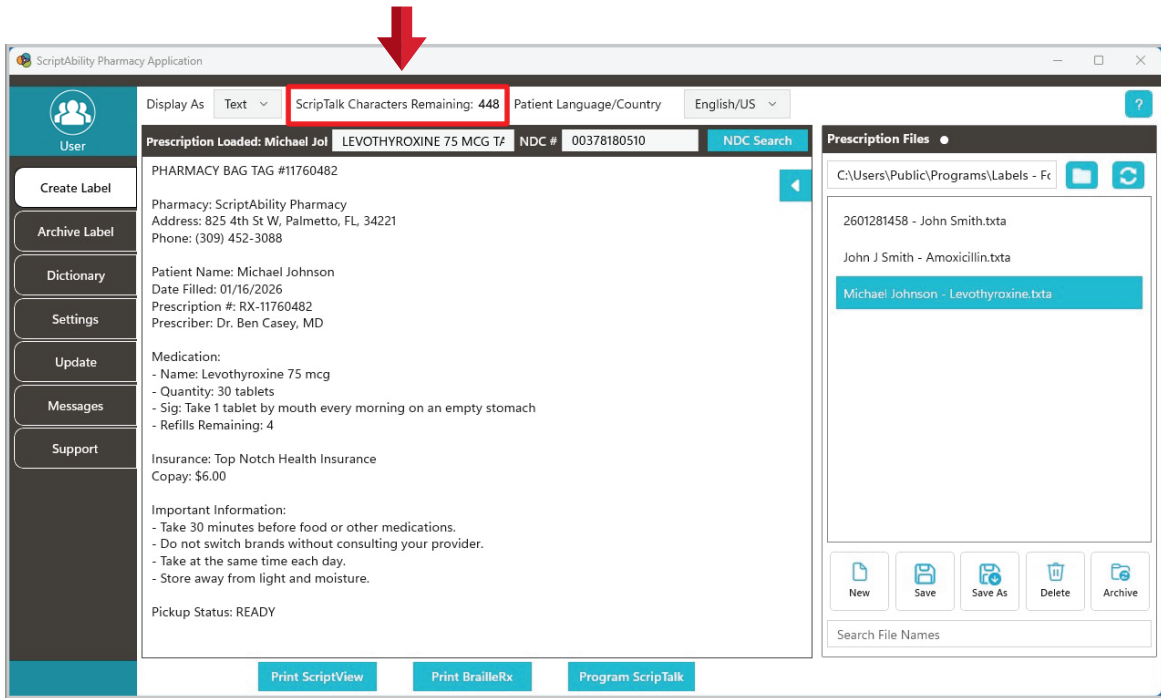 ScriptAbility Pharmacy Application
User
Create Label
Archive Label
Dictionary
Settings
Update
Messages
Support
Display As Text ScripTalk Characters Remaining: 448 Patient Language/Country English/US ?
Prescription Loaded: Michael Jol LEVOTHYROXINE 75 MCG TA NDC # 00378180510 NDC Search
PHARMACY BAG TAG #11760482
Pharmacy: ScriptAbility Pharmacy
Address: 825 4th St W, Palmetto, FL, 34221
Phone: (309) 452-3088
Patient Name: Michael Johnson
Date Filled: 01/16/2026
Prescription #: RX-11760482
Prescriber: Dr. Ben Casey, MD
Medication:
- Name: Levothyroxine 75 mcg
- Quantity: 30 tablets
- Sig: Take 1 tablet by mouth every morning on an empty stomach
- Refills Remaining: 4
Insurance: Top Notch Health Insurance
Copay: $6.00
Important Information:
- Take 30 minutes before food or other medications.
- Do not switch brands without consulting your provider.
- Take at the same time each day.
- Store away from light and moisture.
Pickup Status: READY
Print ScriptView Print BrailleRx Program ScripTalk
Prescription Files
C:\Users\Public\Programs\Labels - Fo
2601281458 - John Smith.txta
John J Smith - Amoxicillin.txta
Michael Johnson - Levothyroxine.txta
New Save Save As Delete Archive
Search File Names